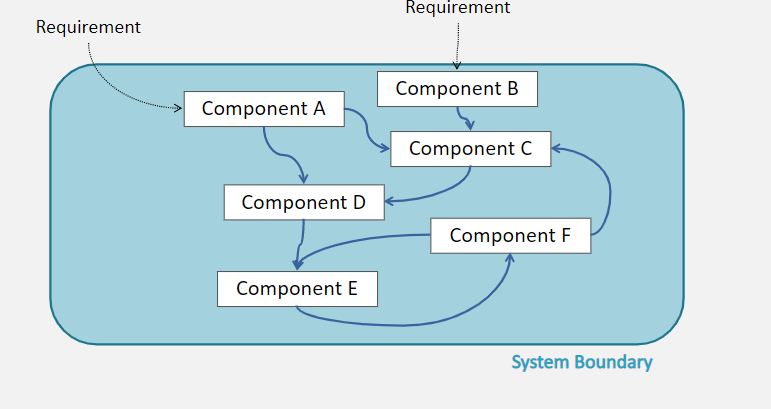 Requirement
Requirement
Component B
Component A
Component C
Component D
Component F
Component E
System Boundary